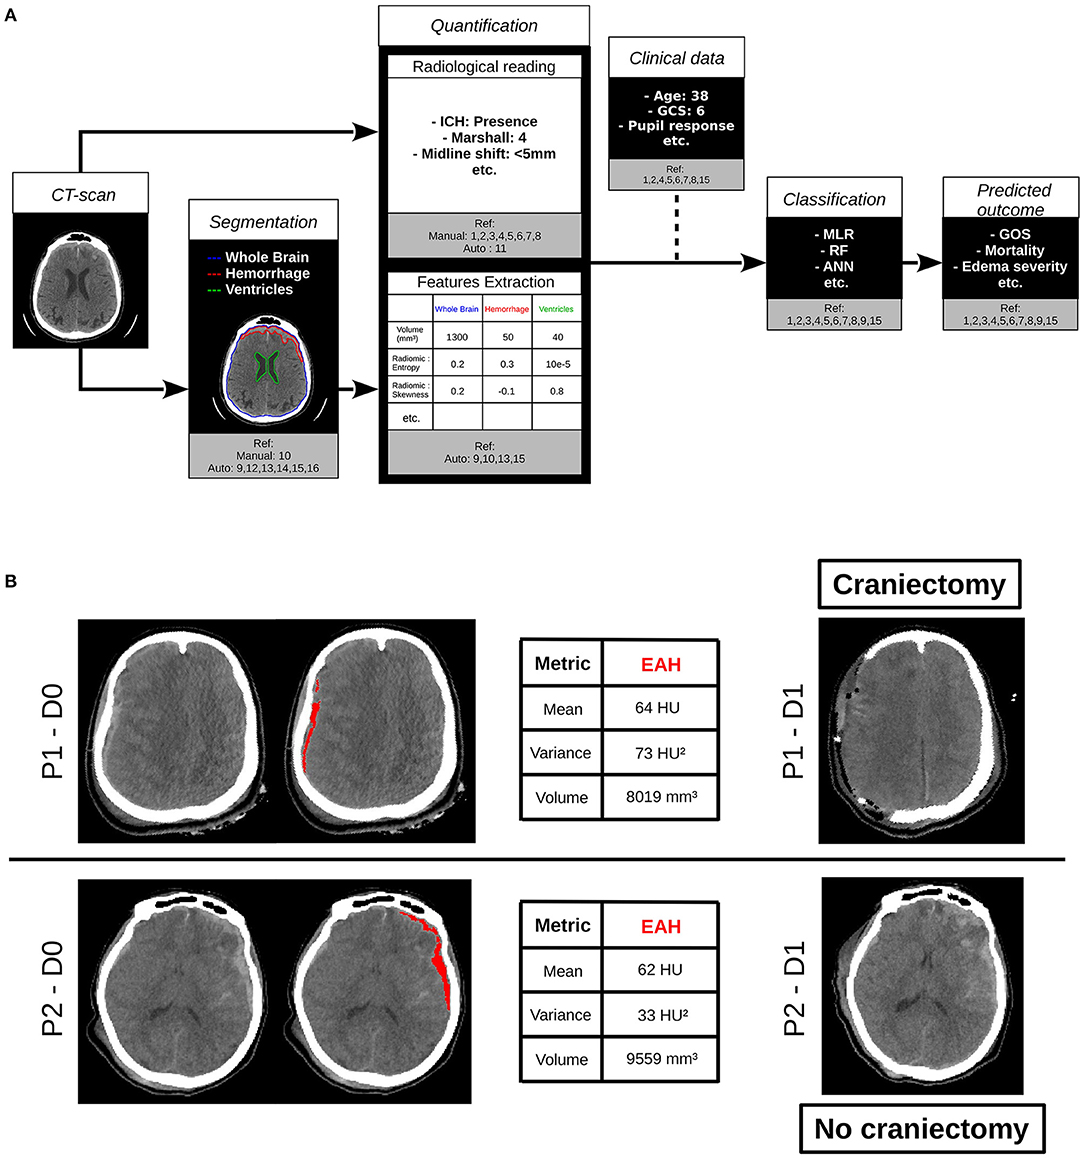 A
CT-scan
Segmentation
--- Whole Brain
--- Hemorrhage
--- Ventricles
Ref:
Manual: 10
Auto: 9,12,13,14,15,16
Quantification
Radiological reading
- ICH: Presence
- Marshall: 4
- Midline shift: <5mm
etc.
Ref:
Manual: 1,2,3,4,5,6,7,8
Auto : 11
Features Extraction
Whole Brain Hemorrhage Ventricles
Volume
(mm³)
1300 50 40
Radiomic :
Entropy
0.2 0.3 10e-5
Radiomic :
Skewness
0.2 -0.1 0.8
etc.
Ref:
Auto: 9,10,13,15
Clinical data
- Age: 38
- GCS: 6
- Pupil response
etc.
Ref:
1,2,4,5,6,7,8,15
Classification
- MLR
- RF
- ANN
etc.
Ref:
1,2,3,4,5,6,7,8,9,15
Predicted
outcome
- GOS
- Mortality
- Edema severity
etc.
Ref:
1,2,3,4,5,6,7,8,9,15
B
P1 - D0
Metric EAH
Mean 64 HU
Variance 73 HU²
Volume 8019 mm³
Craniectomy
P1 - D1
P2 - D0
Metric EAH
Mean 62 HU
Variance 33 HU²
Volume 9559 mm³
P2 - D1
No craniectomy